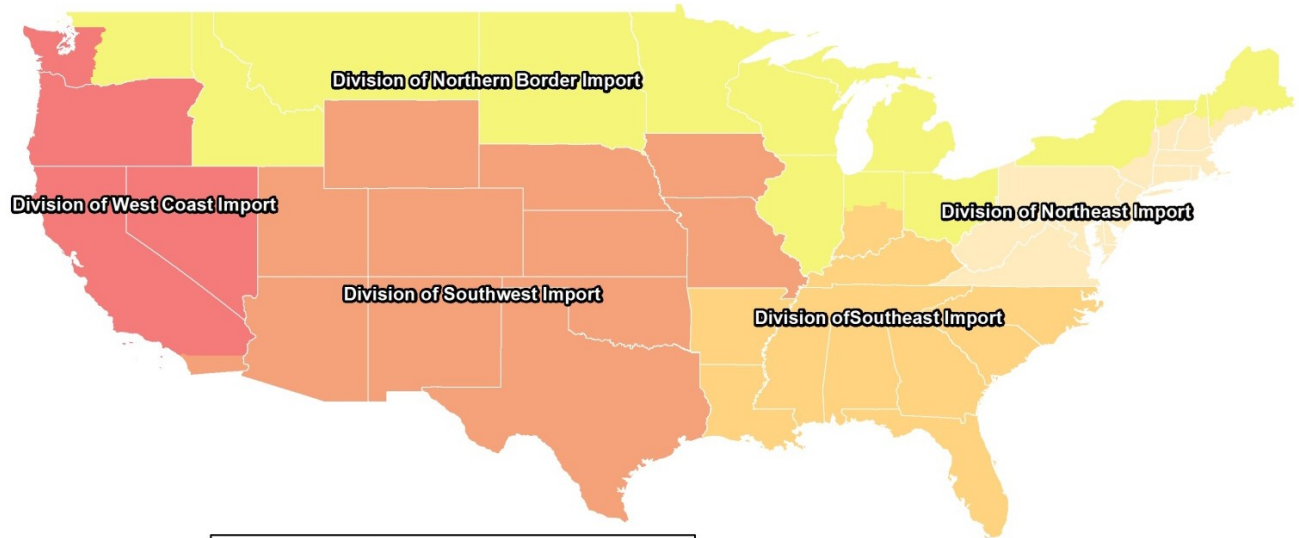 Division of Northern Border Import
Division of West Coast Import
Division of Northeast Import
Division of Southwest Import
Division ofSoutheast Import